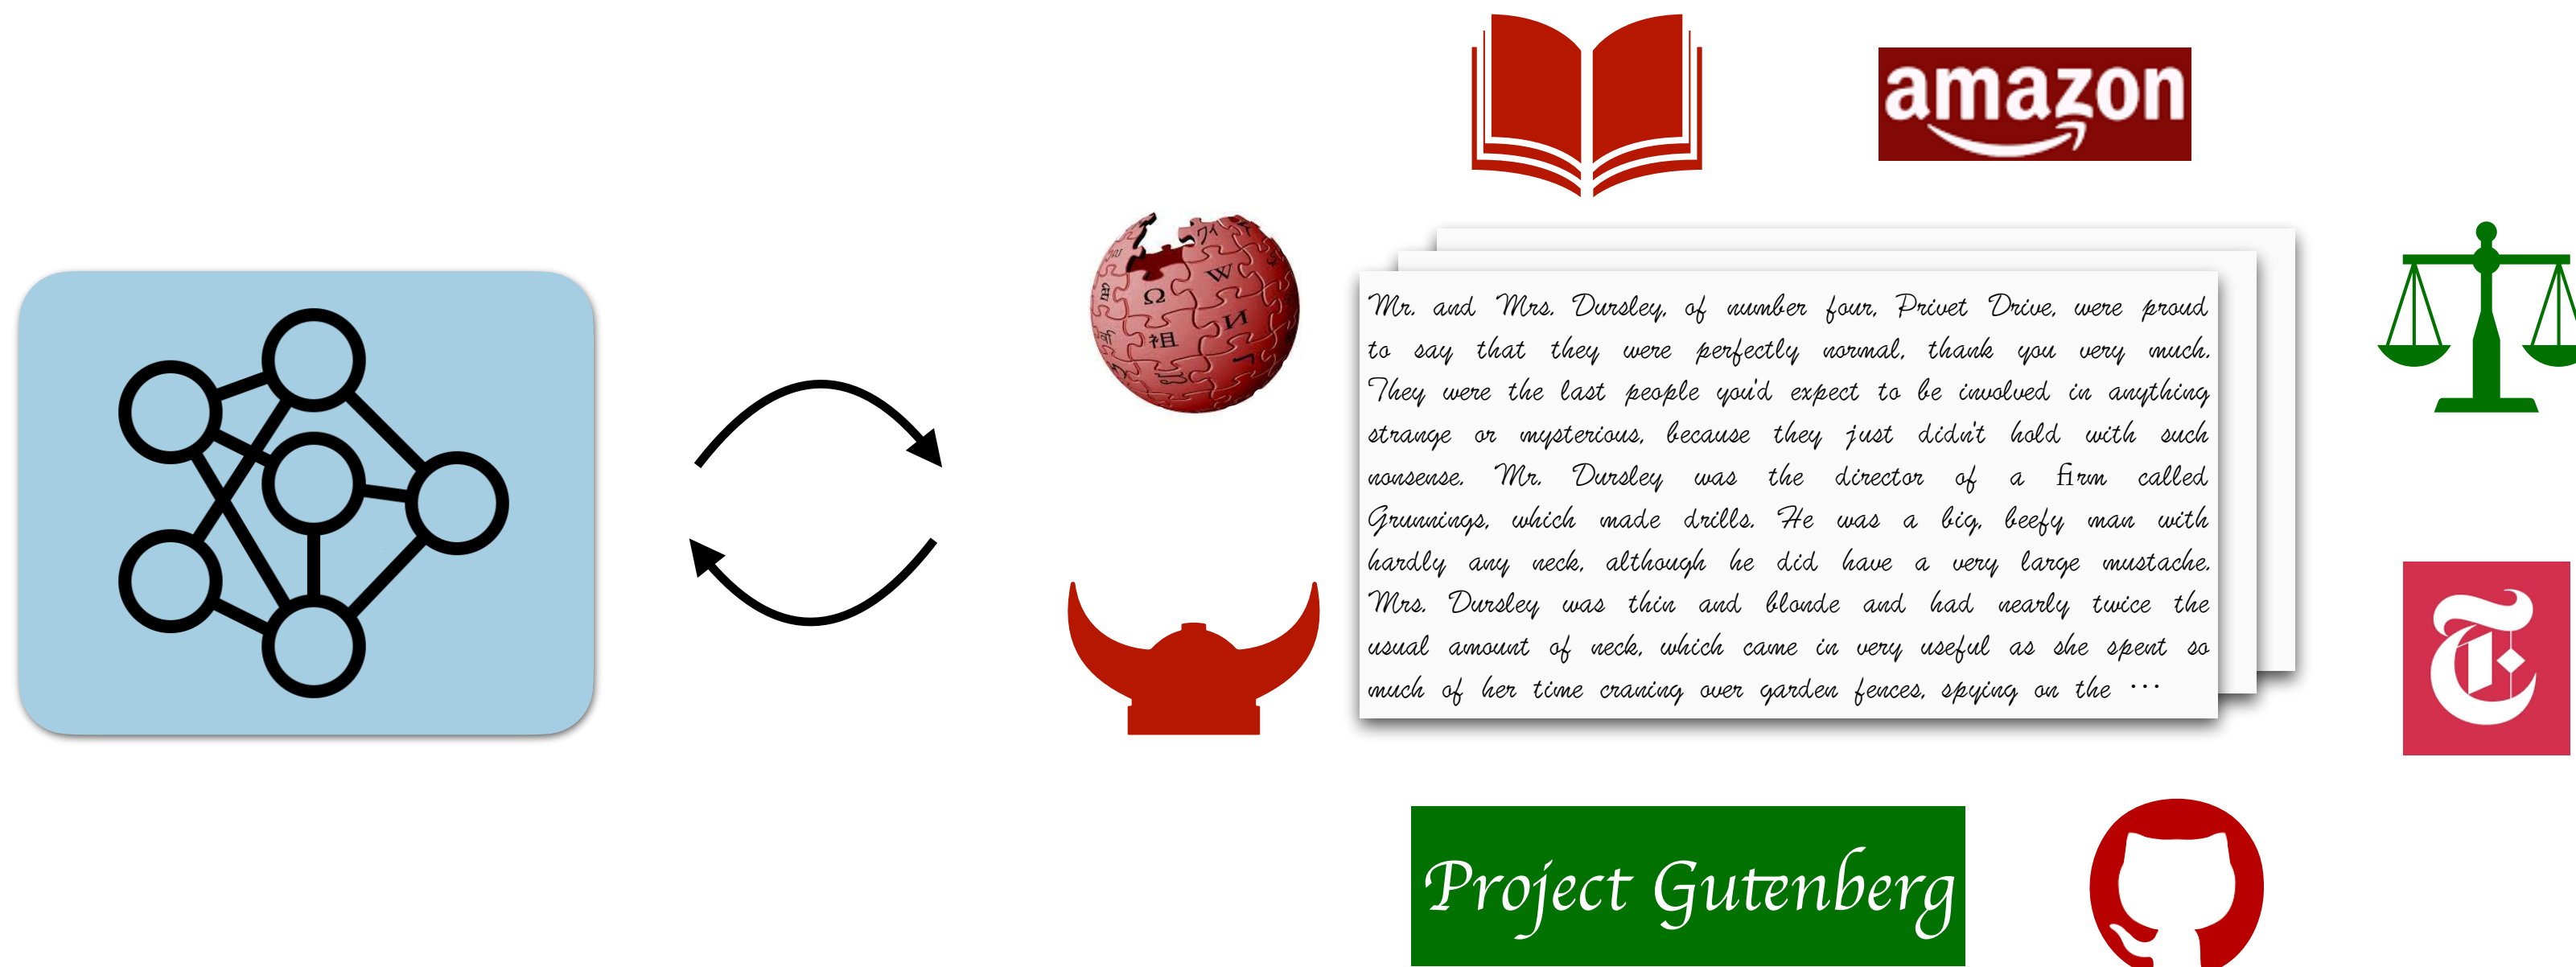 amazon
Mr. and Mrs. Dursley, of number four, Privet Drive, were proud
to say that they were perfectly normal, thank you very much.
They were the last people you'd expect to be involved in anything
strange or mysterious, because they just didn't hold with such
nonsense. Mr. Dursley was the director of a firm called
Grunnings, which made drills. He was a big, beefy man with
hardly any neck, although he did have a very large mustache.
Mrs. Dursley was thin and blonde and had nearly twice the
usual amount of neck, which came in very useful as she spent so
much of her time craning over garden fences, spying on the ...
Ω W
祖 И
T
Project Gutenberg